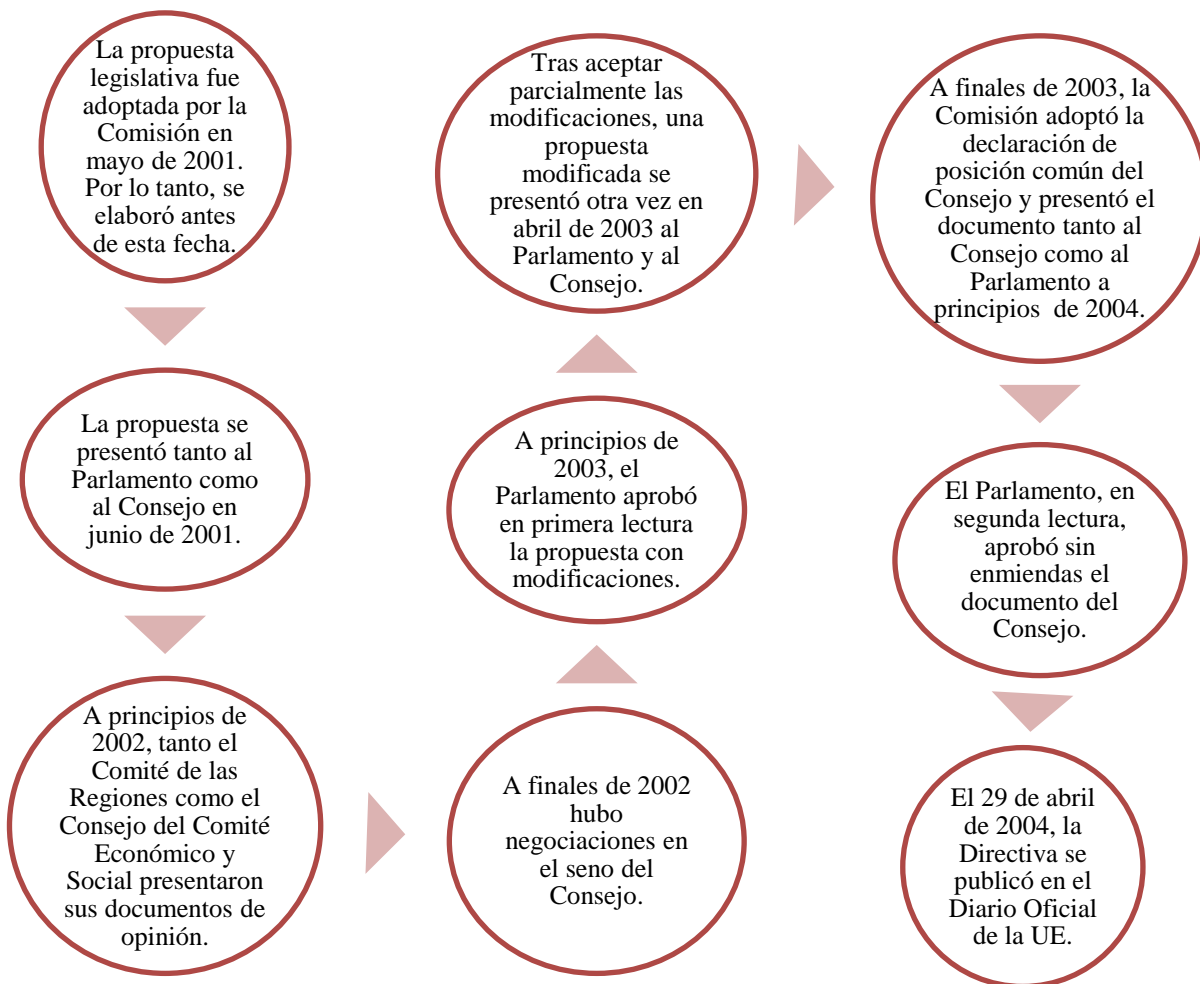 La propuesta
legislativa fue
adoptada por la
Comisión en
mayo de 2001.
Por lo tanto, se
elaboró antes
de esta fecha.
La propuesta se
presentó tanto al
Parlamento como
al Consejo en
junio de 2001.
A principios de
2002, tanto el
Comité de las
Regiones como el
Consejo del Comité
Económico y
Social presentaron
sus documentos de
opinión.
A finales de 2002
hubo
negociaciones en
el seno del
Consejo.
A principios de
2003, el
Parlamento aprobó
en primera lectura
la propuesta con
modificaciones.
Tras aceptar
parcialmente las
modificaciones, una
propuesta
modificada se
presentó otra vez en
abril de 2003 al
Parlamento y al
Consejo.
A finales de 2003, la
Comisión adoptó la
declaración de
posición común del
Consejo y presentó el
documento tanto al
Consejo como al
Parlamento a
principios  de 2004.
El Parlamento, en
segunda lectura,
aprobó sin
enmiendas el
documento del
Consejo.
El 29 de abril
de 2004, la
Directiva se
publicó en el
Diario Oficial
de la UE.